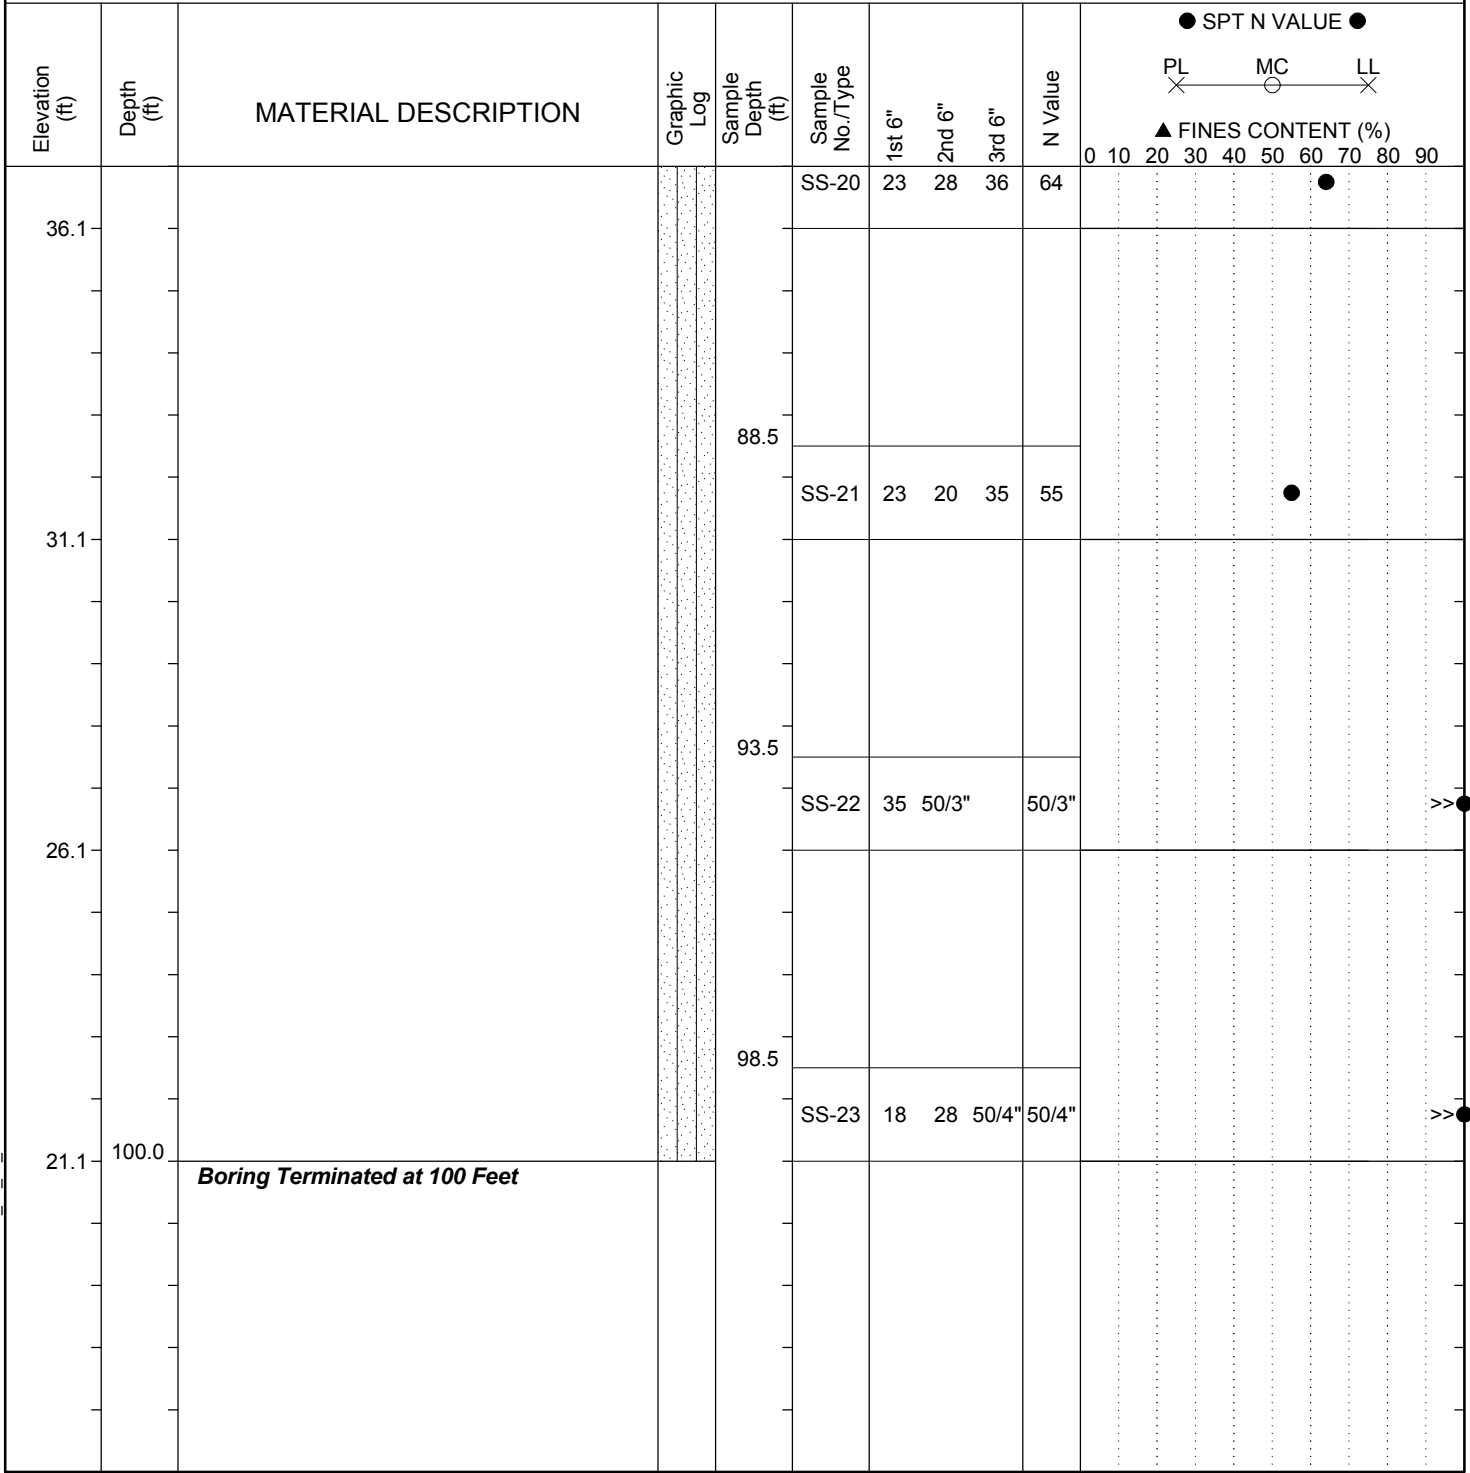 Elevation (ft)
Depth (ft)
MATERIAL DESCRIPTION
Graphic Log
Sample Depth (ft)
Sample No./Type
1st 6"
2nd 6"
3rd 6"
N Value
● SPT N VALUE ●
PL MC LL
▲ FINES CONTENT (%)
0 10 20 30 40 50 60 70 80 90
SS-20 23 28 36 64
36.1
88.5
SS-21 23 20 35 55
31.1
93.5
SS-22 35 50/3" 50/3" >>
26.1
98.5
SS-23 18 28 50/4" 50/4" >>
21.1 100.0
Boring Terminated at 100 Feet